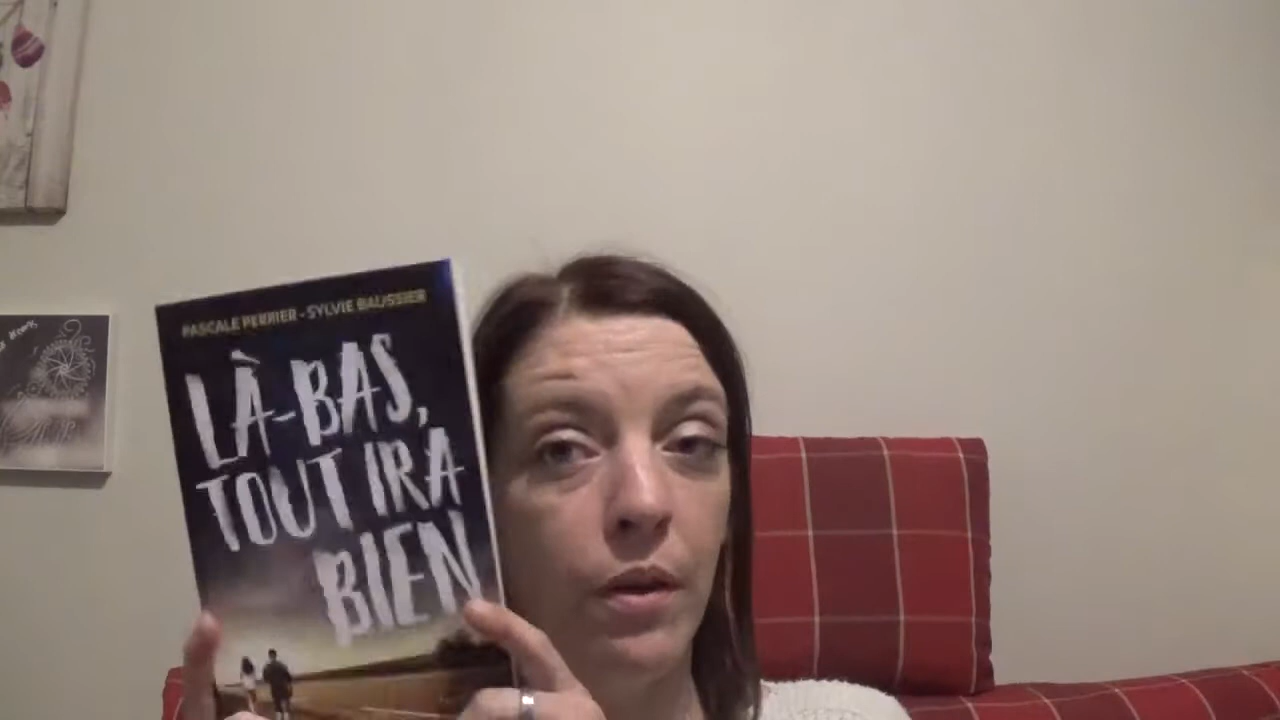 PASCALE PERRIER - SYLVIE BAUSSIER
LÀ-BAS,
TOUT IRA
BIEN